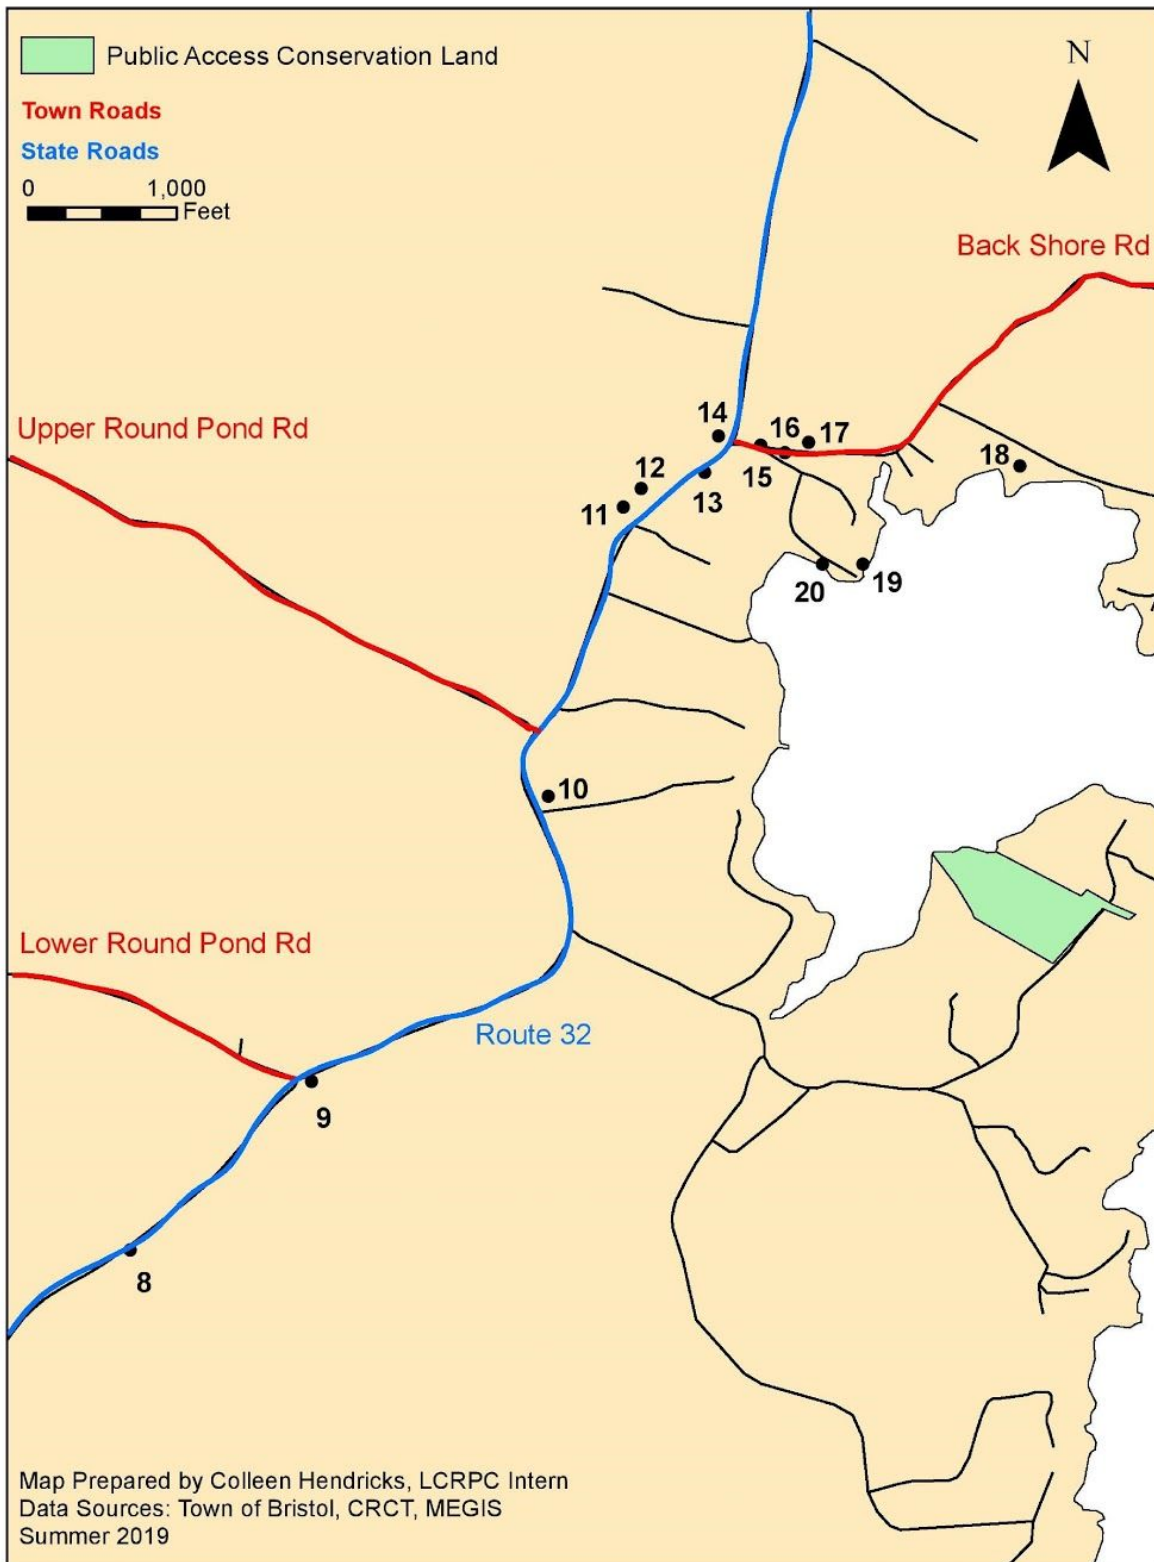 Public Access Conservation Land
N
Town Roads
State Roads
0 1,000
Feet
Back Shore Rd
Upper Round Pond Rd
14
16
17
12
15
18
11
13
20
19
10
Lower Round Pond Rd
Route 32
9
8
Map Prepared by Colleen Hendricks, LCRPC Intern
Data Sources: Town of Bristol, CRCT, MEGIS
Summer 2019